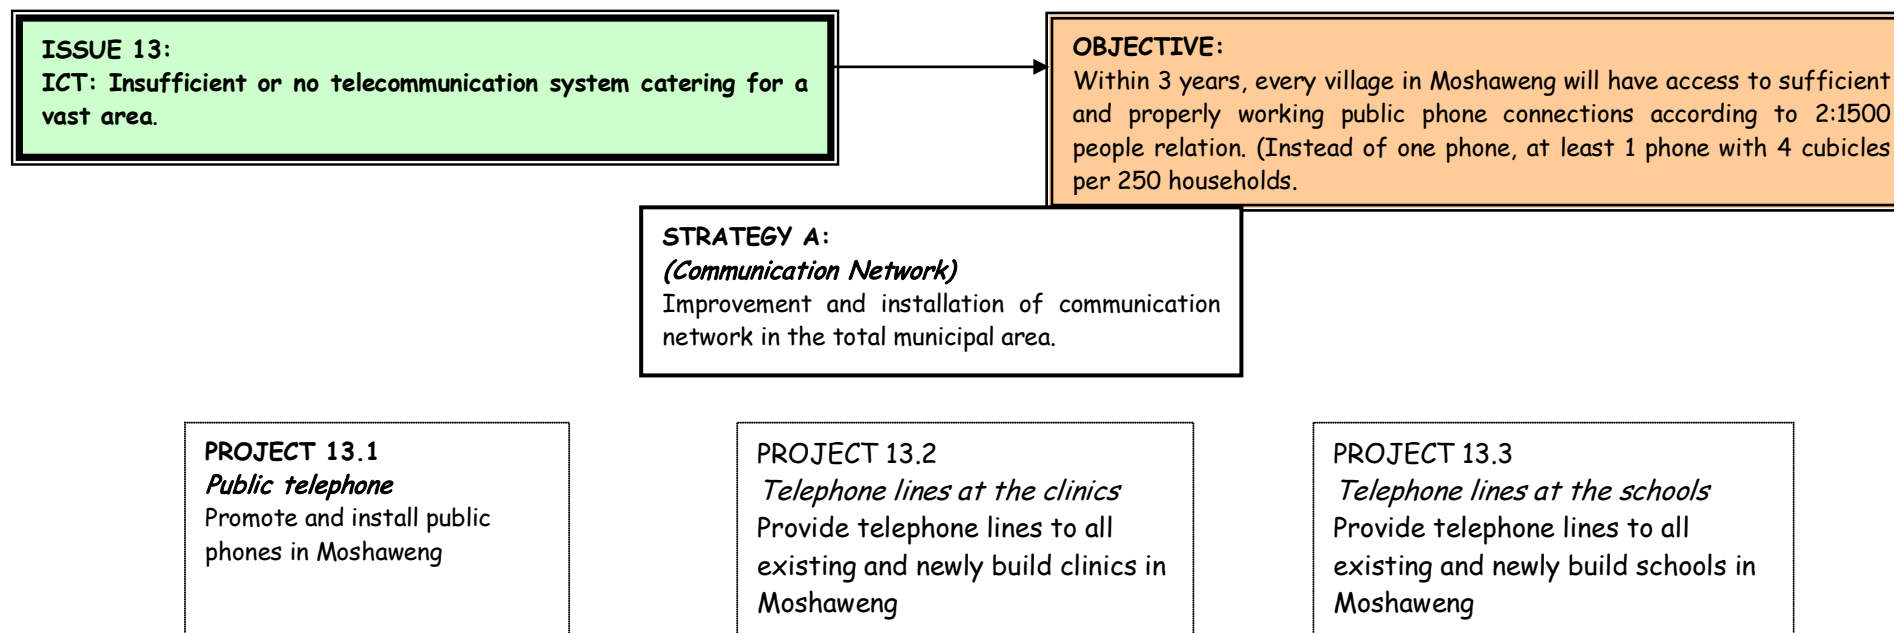 ISSUE 13:
ICT: Insufficient or no telecommunication system catering for a
vast area.
OBJECTIVE:
Within 3 years, every village in Moshaweng will have access to sufficient
and properly working public phone connections according to 2:1500
people relation. (Instead of one phone, at least 1 phone with 4 cubicles
per 250 households.
STRATEGY A:
(Communication Network)
Improvement and installation of communication
network in the total municipal area.
PROJECT 13.1
Public telephone
Promote and install public
phones in Moshaweng
PROJECT 13.2
Telephone lines at the clinics
Provide telephone lines to all
existing and newly build clinics in
Moshaweng
PROJECT 13.3
Telephone lines at the schools
Provide telephone lines to all
existing and newly build schools in
Moshaweng